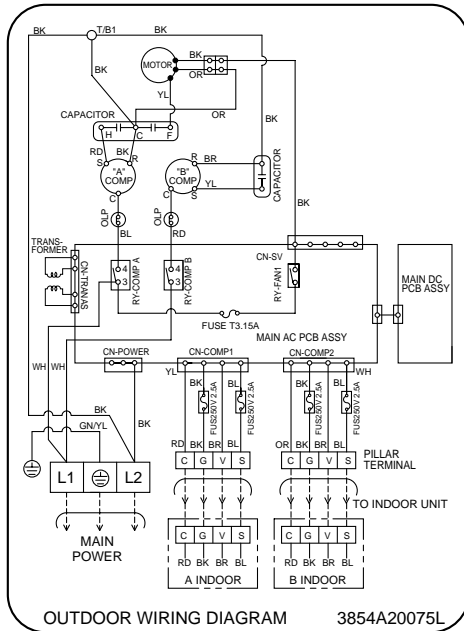 BK T/B1 BK
BK
MOTOR
BK
OR
YL
OR
BK
CAPACITOR
H C F
RD BK
S R
"A" COMP
C
R BR
"B" COMP
YL
C S
CAPACITOR
OLP
BL
OLP
RD
BK
TRANS-
FORMER
CN-TRANAS
4
3
RY-COMP A
4
3
RY-COMP B
CN-SV
RY-FAN1
MAIN DC
PCB ASSY
FUSE T3.15A
MAIN AC PCB ASSY
WH WH
CN-POWER
CN-COMP1
CN-COMP2
YL
WH
BK BL BK BL
FUS250V 2.5A
FUS250V 2.5A
FUS250V 2.5A
FUS250V 2.5A
BK
GN/YL
BK
RD BK BR BL
OR BK BR BL
L1 L2
C G V S
C G V S
PILLAR
TERMINAL
TO INDOOR UNIT
MAIN
POWER
C G V S
C G V S
RD BK BR BL
RD BK BR BL
A INDOOR
B INDOOR
OUTDOOR WIRING DIAGRAM 3854A20075L